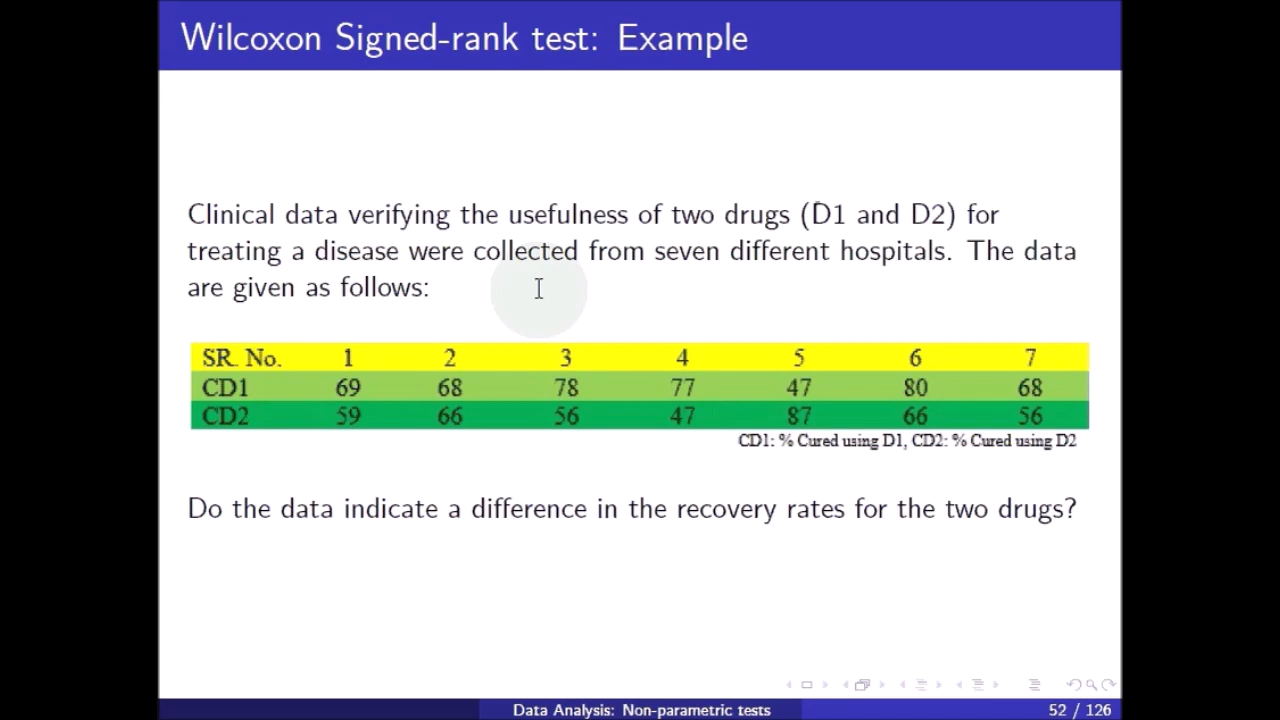 Wilcoxon Signed-rank test: Example
Clinical data verifying the usefulness of two drugs (D1 and D2) for
treating a disease were collected from seven different hospitals. The data
are given as follows:
SR. No. 1 2 3 4 5 6 7
CD1 69 68 78 77 47 80 68
CD2 59 66 56 47 87 66 56
CD1: % Cured using D1, CD2: % Cured using D2
Do the data indicate a difference in the recovery rates for the two drugs?
Data Analysis: Non-parametric tests 52 / 126